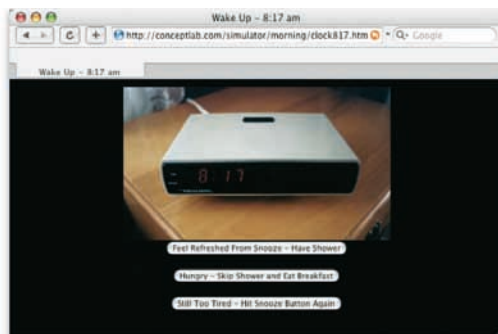 Wake Up – 8:17 am
http://conceptlab.com/simulator/morning/clock817.htm
Google
Wake Up – 8:17 am
8:17
Feel Refreshed From Snooze – Have Shower
Hungry – Skip Shower and Eat Breakfast
Still Too Tired – Hit Snooze Button Again